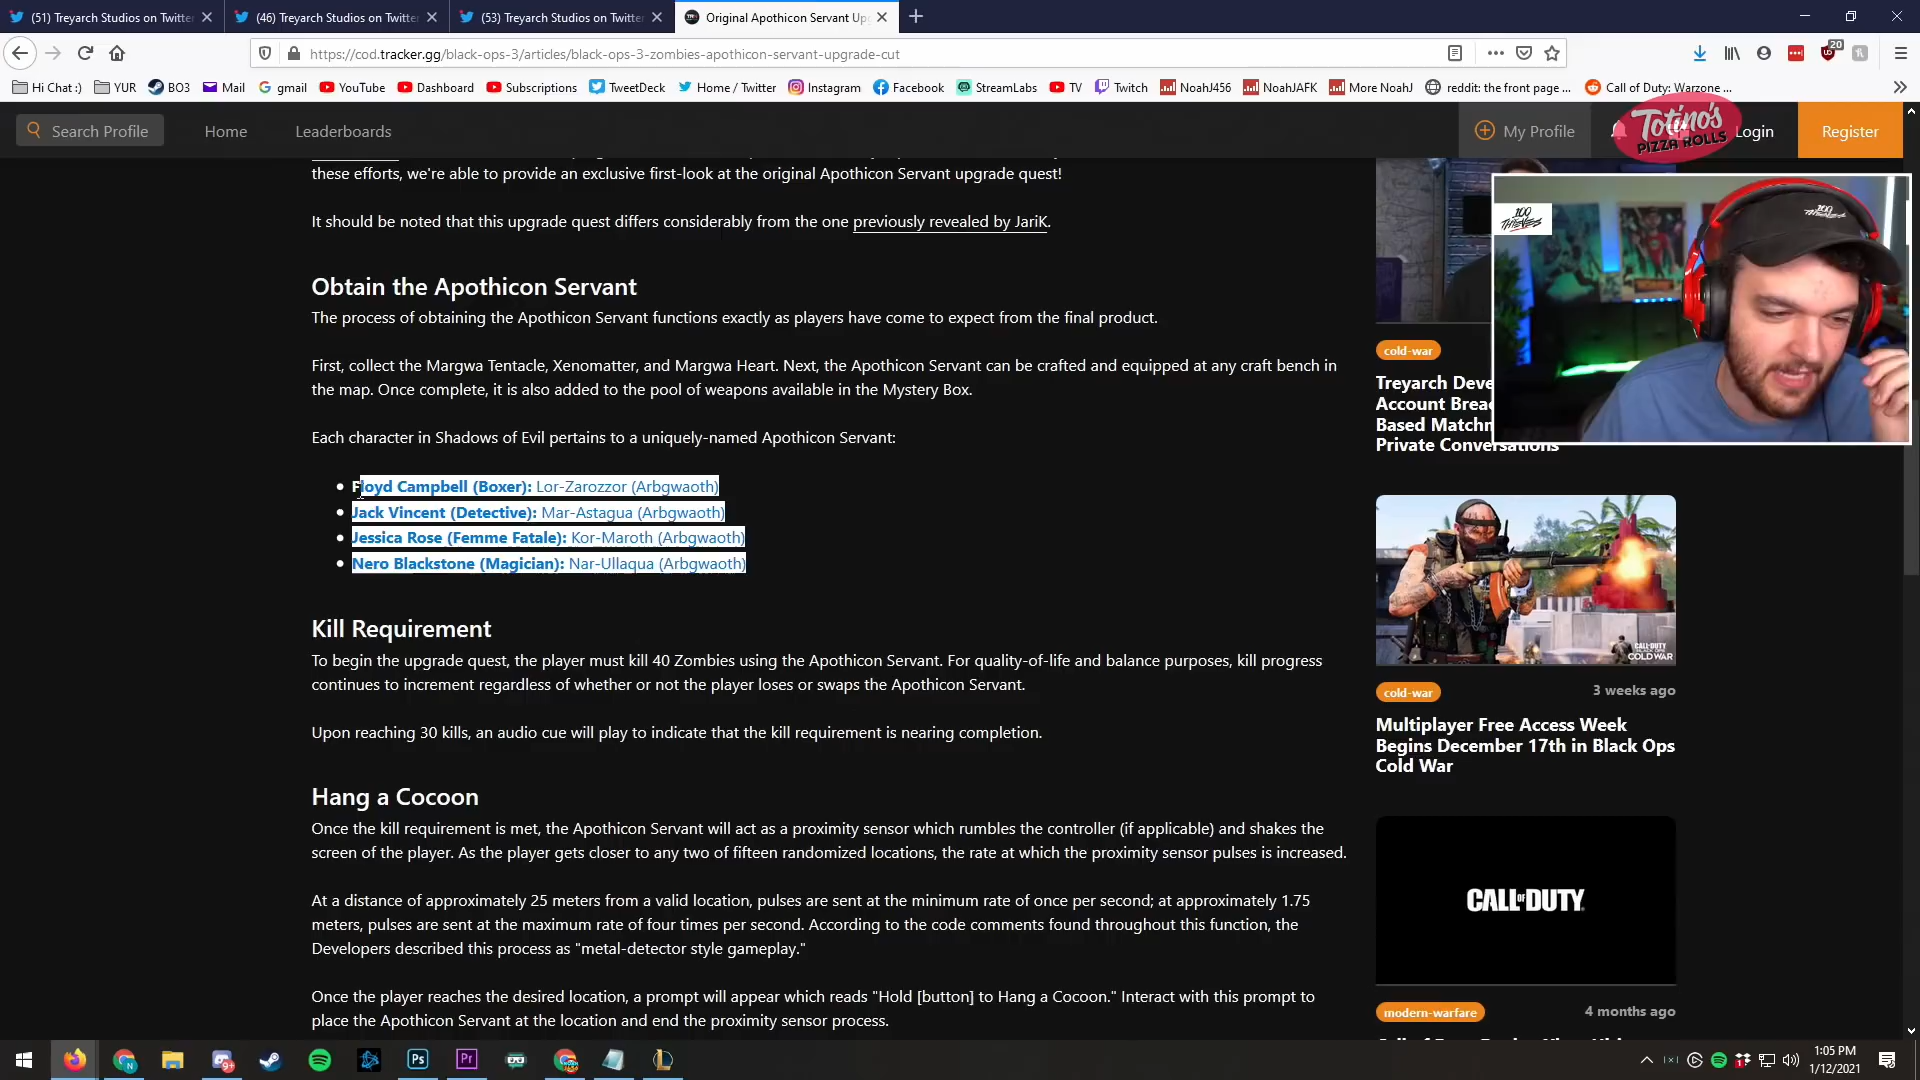 (51) Treyarch Studios on Twitter
(46) Treyarch Studios on Twitte
(53) Treyarch Studios on Twitte
Original Apothicon Servant Up
https://cod.tracker.gg/black-ops-3/articles/black-ops-3-zombies-apothicon-servant-upgrade-cut
20
Hi Chat :) YUR BO3 Mail gmail YouTube Dashboard Subscriptions TweetDeck Home / Twitter Instagram Facebook StreamLabs TV Twitch NoahJ456 NoahJAFK More NoahJ reddit: the front page ... Call of Duty: Warzone ...
Search Profile Home Leaderboards My Profile Login Register
Totino's
PIZZA ROLLS
these efforts, we're able to provide an exclusive first-look at the original Apothicon Servant upgrade quest!
It should be noted that this upgrade quest differs considerably from the one previously revealed by JariK.
Obtain the Apothicon Servant
The process of obtaining the Apothicon Servant functions exactly as players have come to expect from the final product.
First, collect the Margwa Tentacle, Xenomatter, and Margwa Heart. Next, the Apothicon Servant can be crafted and equipped at any craft bench in
the map. Once complete, it is also added to the pool of weapons available in the Mystery Box.
Each character in Shadows of Evil pertains to a uniquely-named Apothicon Servant:
Floyd Campbell (Boxer): Lor-Zarozzor (Arbgwaoth)
Jack Vincent (Detective): Mar-Astagua (Arbgwaoth)
Jessica Rose (Femme Fatale): Kor-Maroth (Arbgwaoth)
Nero Blackstone (Magician): Nar-Ullaqua (Arbgwaoth)
Kill Requirement
To begin the upgrade quest, the player must kill 40 Zombies using the Apothicon Servant. For quality-of-life and balance purposes, kill progress
continues to increment regardless of whether or not the player loses or swaps the Apothicon Servant.
Upon reaching 30 kills, an audio cue will play to indicate that the kill requirement is nearing completion.
Hang a Cocoon
Once the kill requirement is met, the Apothicon Servant will act as a proximity sensor which rumbles the controller (if applicable) and shakes the
screen of the player. As the player gets closer to any two of fifteen randomized locations, the rate at which the proximity sensor pulses is increased.
At a distance of approximately 25 meters from a valid location, pulses are sent at the minimum rate of once per second; at approximately 1.75
meters, pulses are sent at the maximum rate of four times per second. According to the code comments found throughout this function, the
Developers described this process as "metal-detector style gameplay."
Once the player reaches the desired location, a prompt will appear which reads "Hold [button] to Hang a Cocoon." Interact with this prompt to
place the Apothicon Servant at the location and end the proximity sensor process.
100
THIEVES
cold-war
Treyarch Deve
Account Brea
Based Matchm
Private Conversations
CALL OF DUTY
BLACK OPS
COLD WAR
cold-war 3 weeks ago
Multiplayer Free Access Week
Begins December 17th in Black Ops
Cold War
CALL OF DUTY
modern-warfare 4 months ago
Ps Pr
9+
1:05 PM
1/12/2021